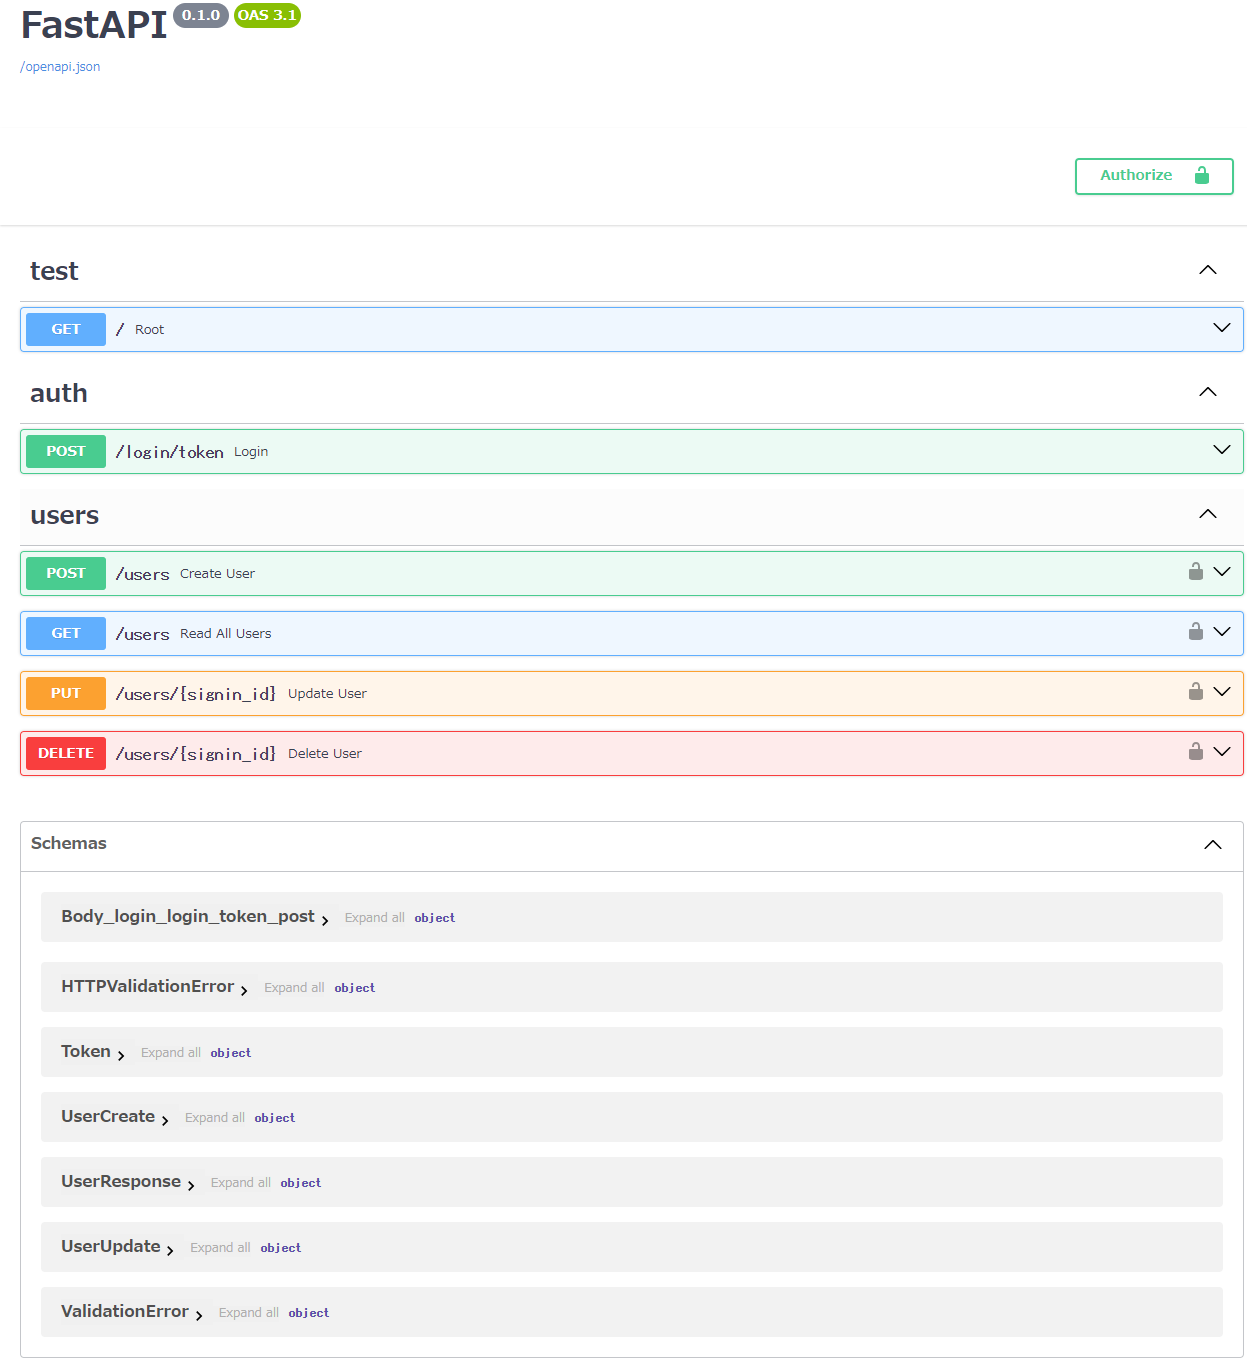 FastAPI 0.1.0 OAS 3.1
/openapi.json
Authorize
test
GET / Root
auth
POST /login/token Login
users
POST /users Create User
GET /users Read All Users
PUT /users/{signin_id} Update User
DELETE /users/{signin_id} Delete User
Schemas
Body_login_login_token_post Expand all object
HTTPValidationError Expand all object
Token Expand all object
UserCreate Expand all object
UserResponse Expand all object
UserUpdate Expand all object
ValidationError Expand all object